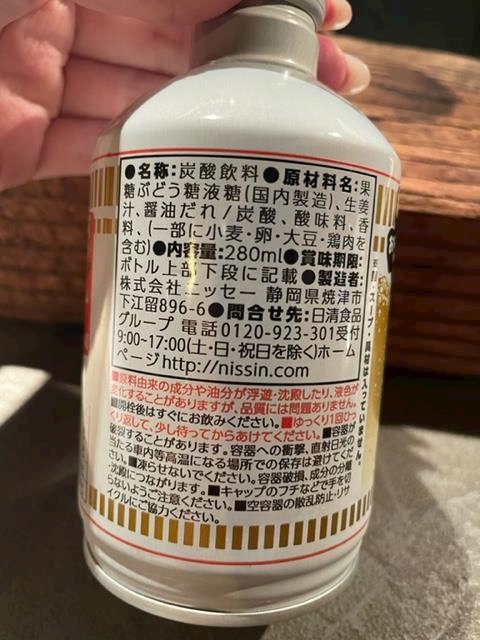 ●名称:炭酸飲料●原材料名:果
糖ぶどう糖液糖(国内製造)、生姜
汁、醤油だれ/炭酸、酸味料、香
料、(一部に小麦・卵・大豆・鶏肉を
含む)●内容量:280ml●賞味期限:
ボトル上部下段に記載●製造者:
株式会社ニッセー 静岡県焼津市
下江留896-6●問合せ先:日清食品
グループ 電話0120-923-301受付
9:00~17:00(土・日・祝日を除く)ホーム
ページhttp://nissin.com
■原料由来の成分や油分が浮遊・沈殿したり、液色が
変化することがありますが、品質には問題ありません。
■開栓後はすぐにお飲みください。■ゆっくり1回ひっ
くり返して、少し待ってからあけてください。■容器が
破裂することがあります。容器への衝撃、直射日光の
当たる車内等高温になる場所での保存は避けてくだ
さい。■凍らせないでください。容器破損、成分の分離
・沈殿につながります。■キャップのフチなどで手を切
らないようご注意ください。■空容器の散乱防止・リサ
イクルにご協力ください。
スープ・具材は入っていません。